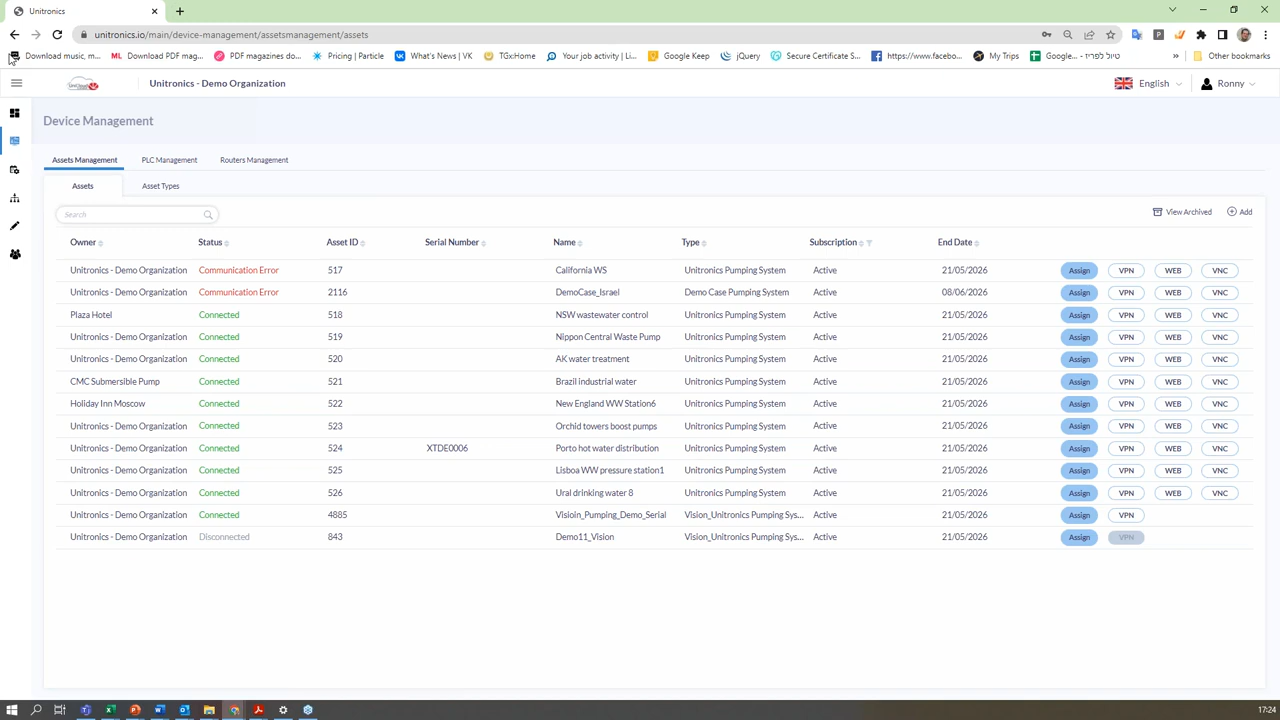 Unitronics
unitronics.io/main/device-management/assetsmanagement/assets
Download music, m...
ML Download PDF mag...
PDF magazines do...
Pricing | Particle
What's News | VK
TGxHome
Your job activity | Li...
Google Keep
jQuery
Secure Certificate S...
https://www.facebo...
My Trips
Google... - טיול לפריז
»
Other bookmarks
Unitronics - Demo Organization
English
Ronny
Device Management
Assets Management PLC Management Routers Management
Assets Asset Types
Search
View Archived
Add
Owner Status Asset ID Serial Number Name Type Subscription End Date
Unitronics - Demo Organization Communication Error 517 California WS Unitronics Pumping System Active 21/05/2026 Assign VPN WEB VNC
Unitronics - Demo Organization Communication Error 2116 DemoCase_Israel Demo Case Pumping System Active 08/06/2026 Assign VPN WEB VNC
Plaza Hotel Connected 518 NSW wastewater control Unitronics Pumping System Active 21/05/2026 Assign VPN WEB VNC
Unitronics - Demo Organization Connected 519 Nippon Central Waste Pump Unitronics Pumping System Active 21/05/2026 Assign VPN WEB VNC
Unitronics - Demo Organization Connected 520 AK water treatment Unitronics Pumping System Active 21/05/2026 Assign VPN WEB VNC
CMC Submersible Pump Connected 521 Brazil industrial water Unitronics Pumping System Active 21/05/2026 Assign VPN WEB VNC
Holiday Inn Moscow Connected 522 New England WW Station6 Unitronics Pumping System Active 21/05/2026 Assign VPN WEB VNC
Unitronics - Demo Organization Connected 523 Orchid towers boost pumps Unitronics Pumping System Active 21/05/2026 Assign VPN WEB VNC
Unitronics - Demo Organization Connected 524 XTDE0006 Porto hot water distribution Unitronics Pumping System Active 21/05/2026 Assign VPN WEB VNC
Unitronics - Demo Organization Connected 525 Lisboa WW pressure station1 Unitronics Pumping System Active 21/05/2026 Assign VPN WEB VNC
Unitronics - Demo Organization Connected 526 Ural drinking water 8 Unitronics Pumping System Active 21/05/2026 Assign VPN WEB VNC
Unitronics - Demo Organization Connected 4885 VisioIn_Pumping_Demo_Serial Vision_Unitronics Pumping Sys... Active 21/05/2026 Assign VPN
Unitronics - Demo Organization Disconnected 843 Demo11_Vision Vision_Unitronics Pumping Sys... Active 21/05/2026 Assign VPN
17:24